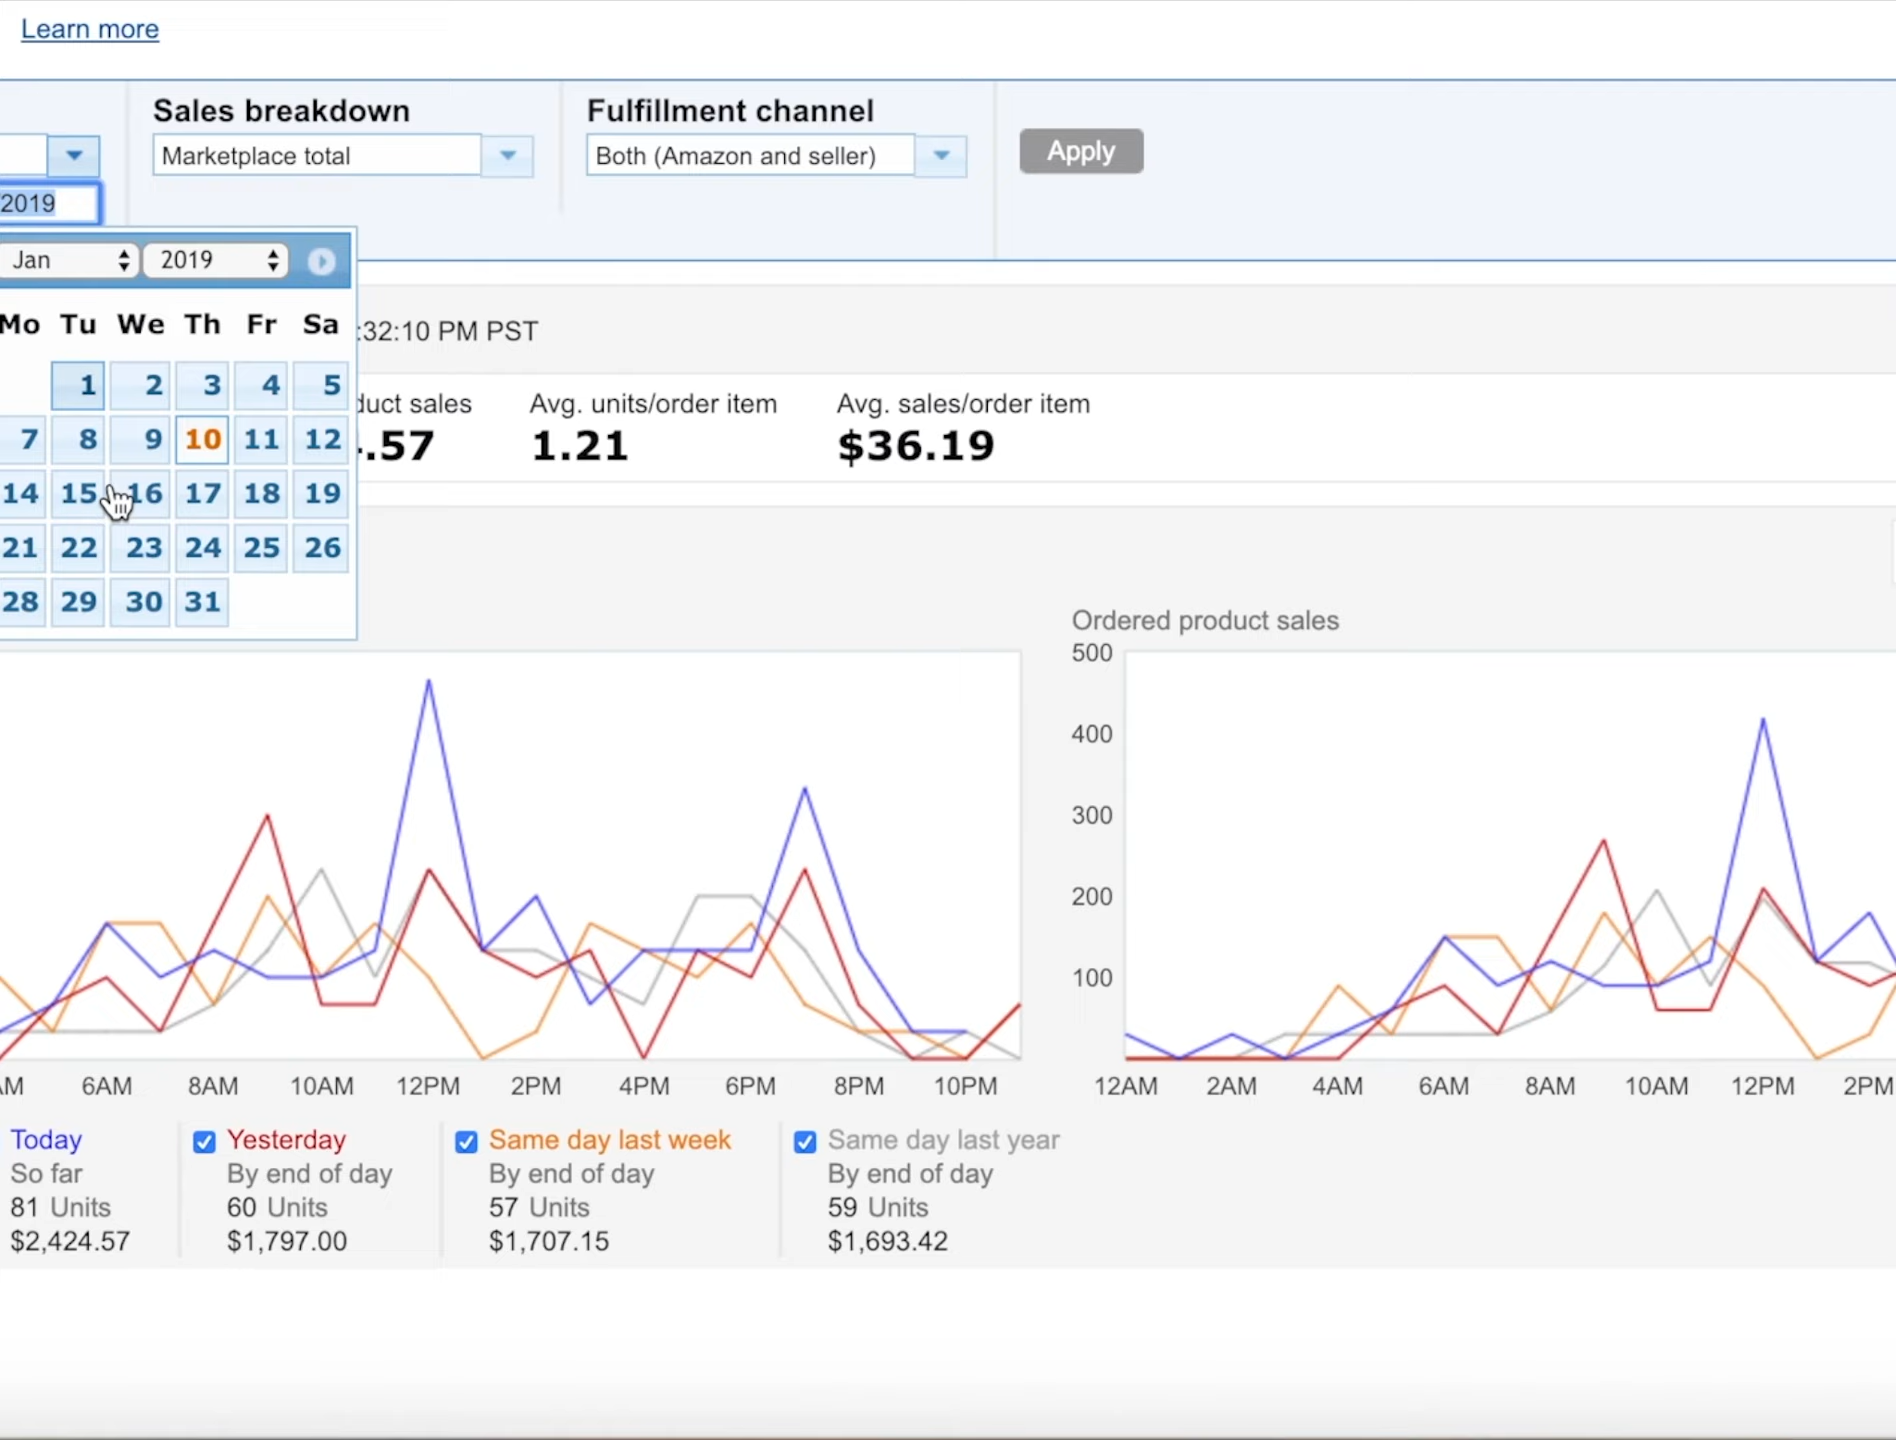 Learn more
Sales breakdown
Fulfillment channel
Marketplace total
Both (Amazon and seller)
Apply
2019
Jan
2019
Mo Tu We Th Fr Sa
1 2 3 4 5
7 8 9 10 11 12
14 15 16 17 18 19
21 22 23 24 25 26
28 29 30 31
:32:10 PM PST
duct sales
.57
Avg. units/order item
1.21
Avg. sales/order item
$36.19
6AM 8AM 10AM 12PM 2PM 4PM 6PM 8PM 10PM
Ordered product sales
500
400
300
200
100
12AM 2AM 4AM 6AM 8AM 10AM 12PM 2PM
Today
So far
81 Units
$2,424.57
Yesterday
By end of day
60 Units
$1,797.00
Same day last week
By end of day
57 Units
$1,707.15
Same day last year
By end of day
59 Units
$1,693.42